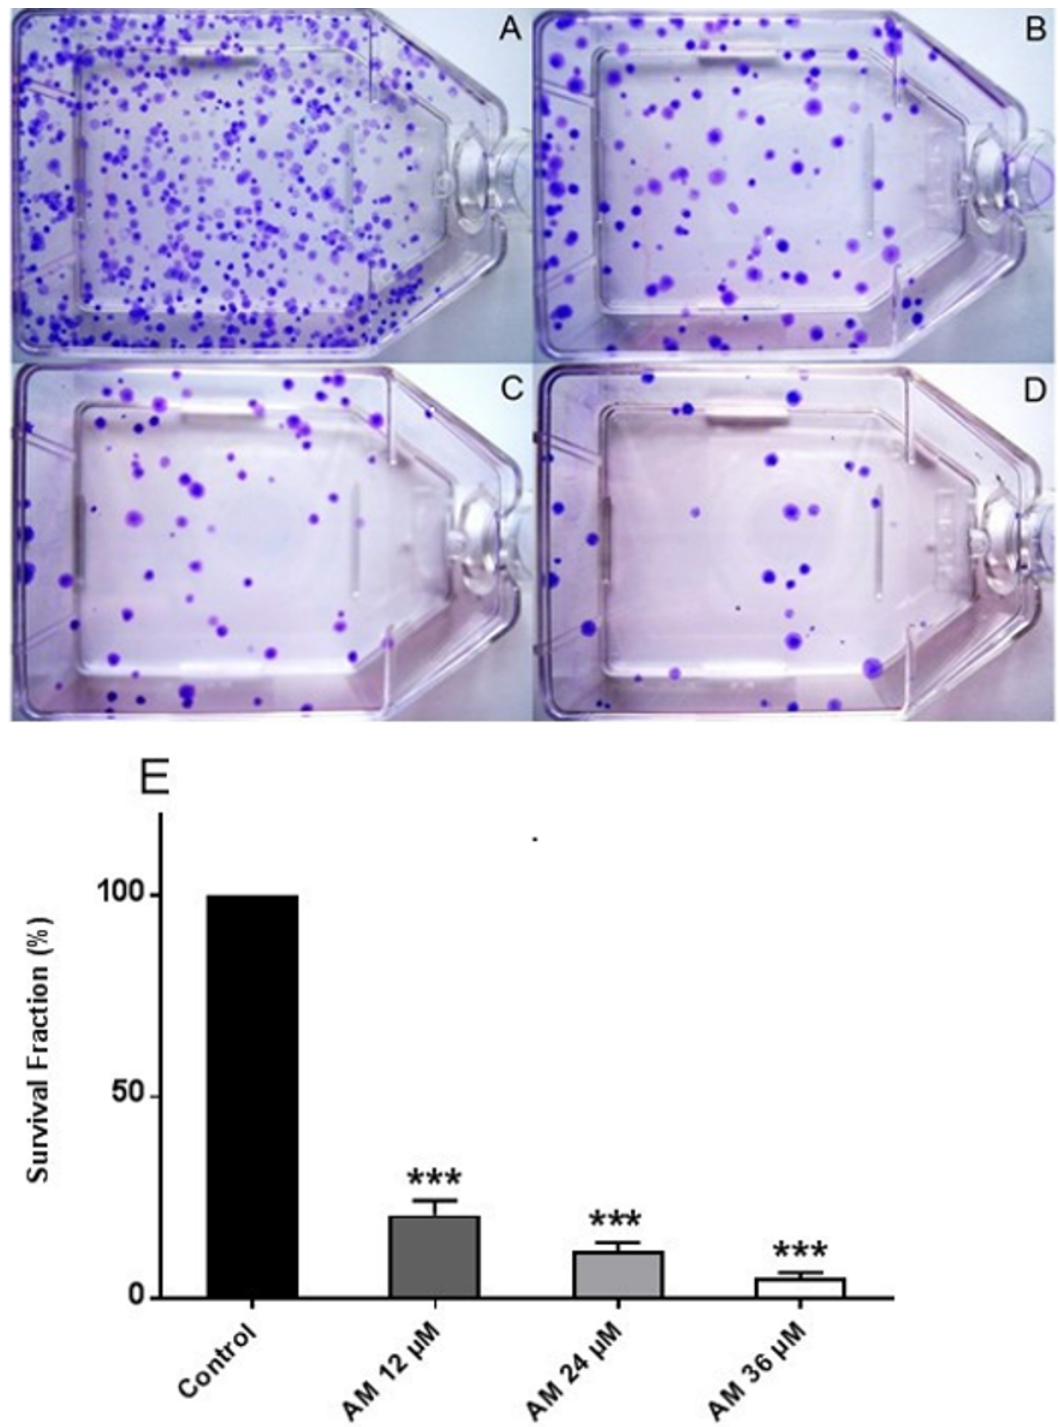 A
B
C
D
E
Survival Fraction (%)
100
50
0
***
***
***
Control
AM 12 µM
AM 24 µM
AM 36 µM